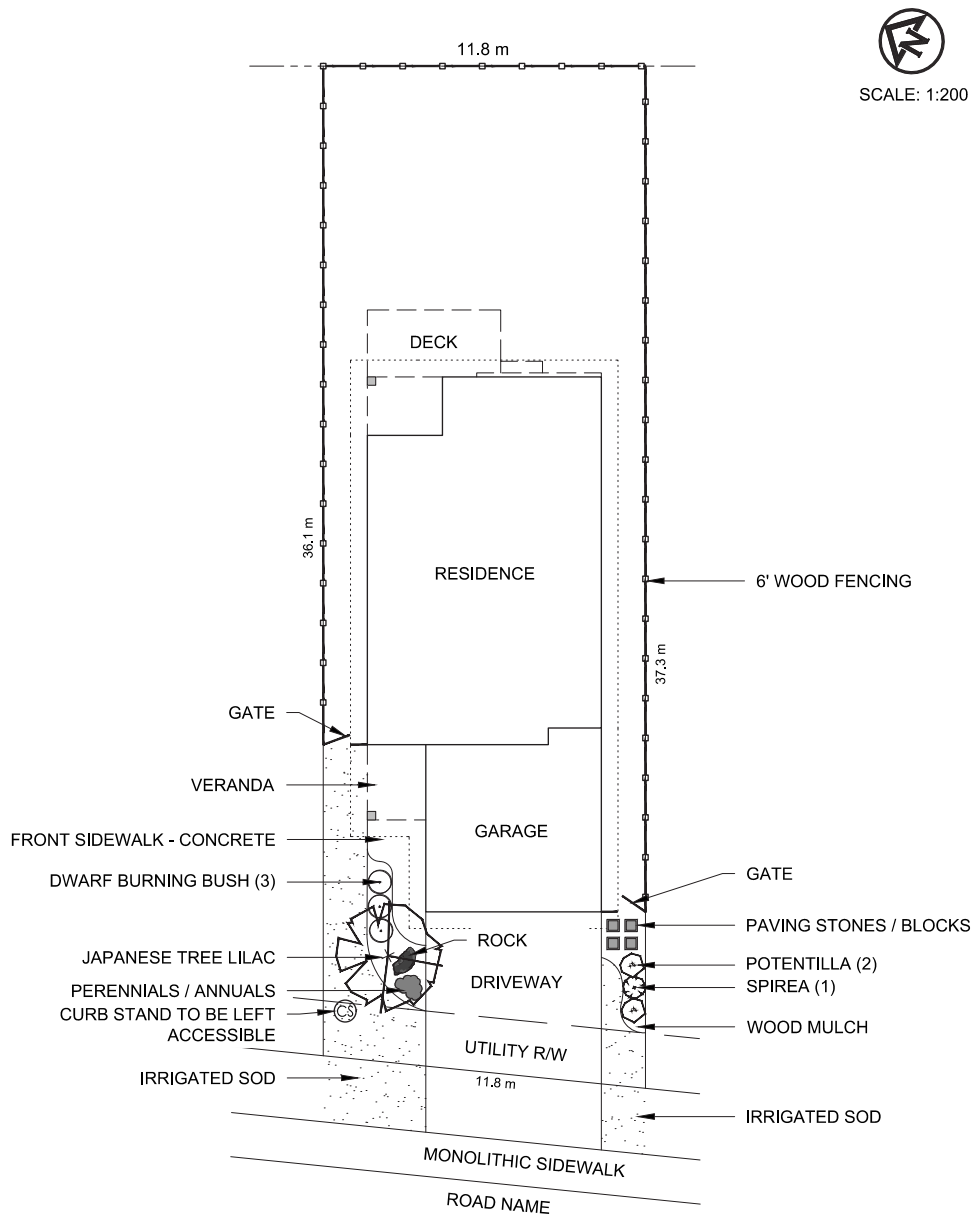 11.8 m
N
SCALE: 1:200
DECK
36.1 m
RESIDENCE
6' WOOD FENCING
37.3 m
GATE
VERANDA
GARAGE
FRONT SIDEWALK - CONCRETE
DWARF BURNING BUSH (3)
GATE
PAVING STONES / BLOCKS
ROCK
JAPANESE TREE LILAC
POTENTILLA (2)
DRIVEWAY
SPIREA (1)
PERENNIALS / ANNUALS
CURB STAND TO BE LEFT
ACCESSIBLE
CS
WOOD MULCH
UTILITY R/W
IRRIGATED SOD
11.8 m
IRRIGATED SOD
MONOLITHIC SIDEWALK
ROAD NAME